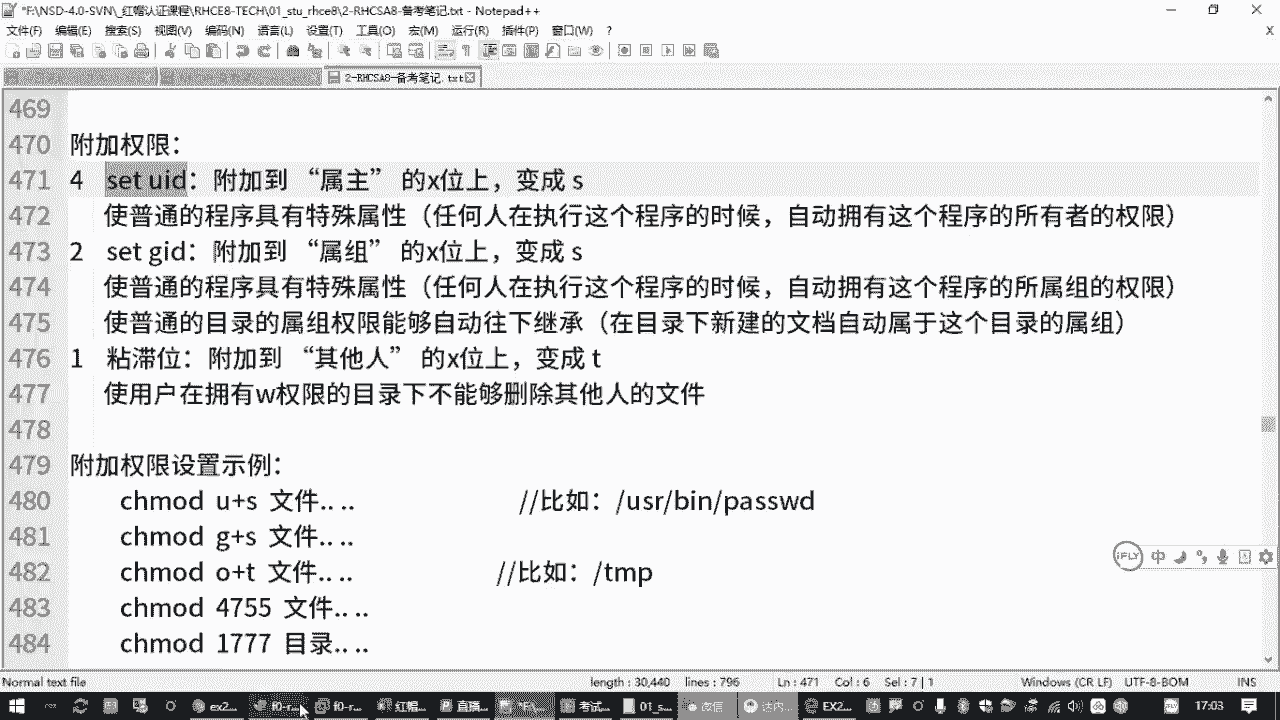 *F:\NSD-4.0-SVN\_红帽认证课程\RHCE8-TECH\01_stu_rhce8\2-RHCSA8-备考笔记.txt - Notepad++
文件(F) 编辑(E) 搜索(S) 视图(V) 编码(N) 语言(L) 设置(T) 工具(O) 宏(M) 运行(R) 插件(P) 窗口(W) ? X
2-RHCSA8-备考笔记.txt
469
470 附加权限：
471 4 set uid：附加到 “属主” 的x位上，变成 s
472 使普通的程序具有特殊属性（任何人在执行这个程序的时候，自动拥有这个程序的所有者的权限）
473 2 set gid：附加到 “属组” 的x位上，变成 s
474 使普通的程序具有特殊属性（任何人在执行这个程序的时候，自动拥有这个程序的所属组的权限）
475 使普通的目录的属组权限能够自动往下继承（在目录下新建的文档自动属于这个目录的属组）
476 1 粘滞位：附加到 “其他人” 的x位上，变成 t
477 使用户在拥有w权限的目录下不能够删除其他人的文件
478
479 附加权限设置示例：
480 chmod u+s 文件.. .. //比如：/usr/bin/passwd
481 chmod g+s 文件.. ..
482 chmod o+t 文件.. .. //比如：/tmp
483 chmod 4755 文件.. ..
484 chmod 1777 目录.. ..
iFLY 中
Normal text file length : 30,440 lines : 796 Ln : 471 Col : 6 Sel : 7 | 1 Windows (CR LF) UTF-8-BOM INS
ex2... f0-r... f0-r... 红帽... 直播... 考试... 01_s... 微信 达内... EX2... 17:03